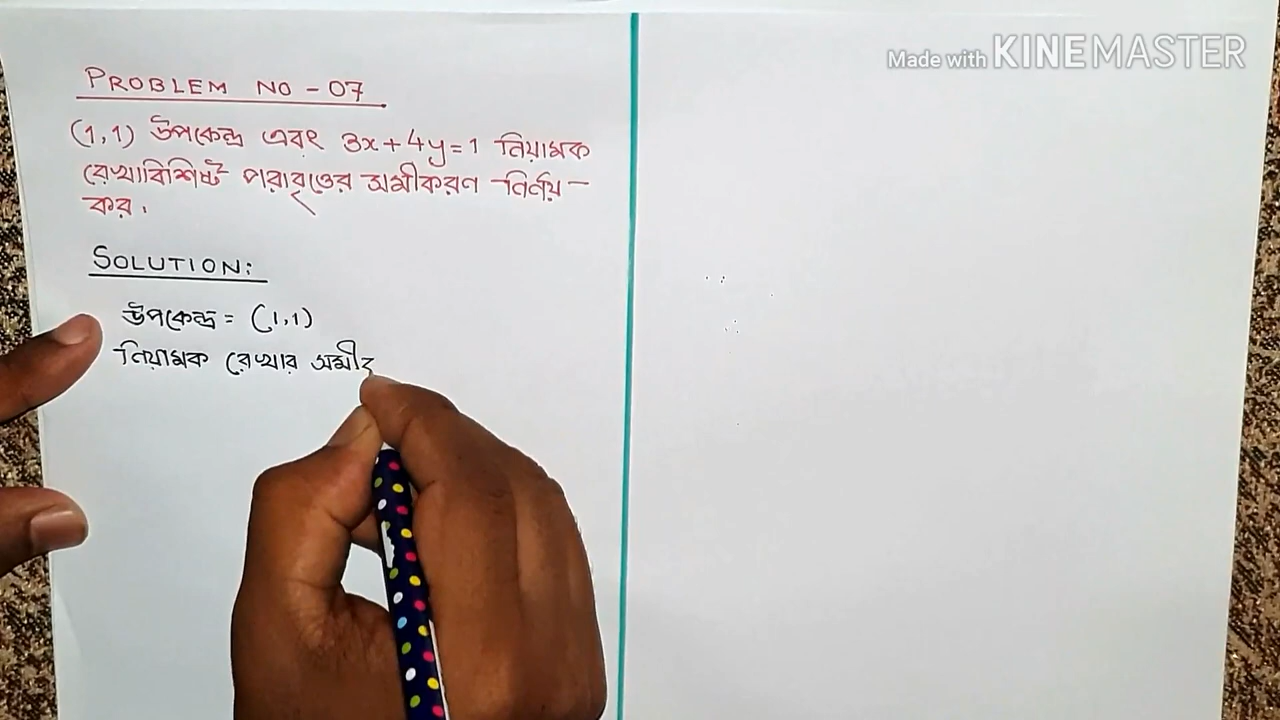 Made with KINEMASTER
PROBLEM NO - 07
(1,1) উপকেন্দ্র এবং 3x+4y=1 নিয়ামক
রেখাবিশিষ্ট পরাবৃত্তের সমীকরণ নির্ণয়
কর।
SOLUTION:
উপকেন্দ্র = (1,1)
নিয়ামক রেখার সমীক